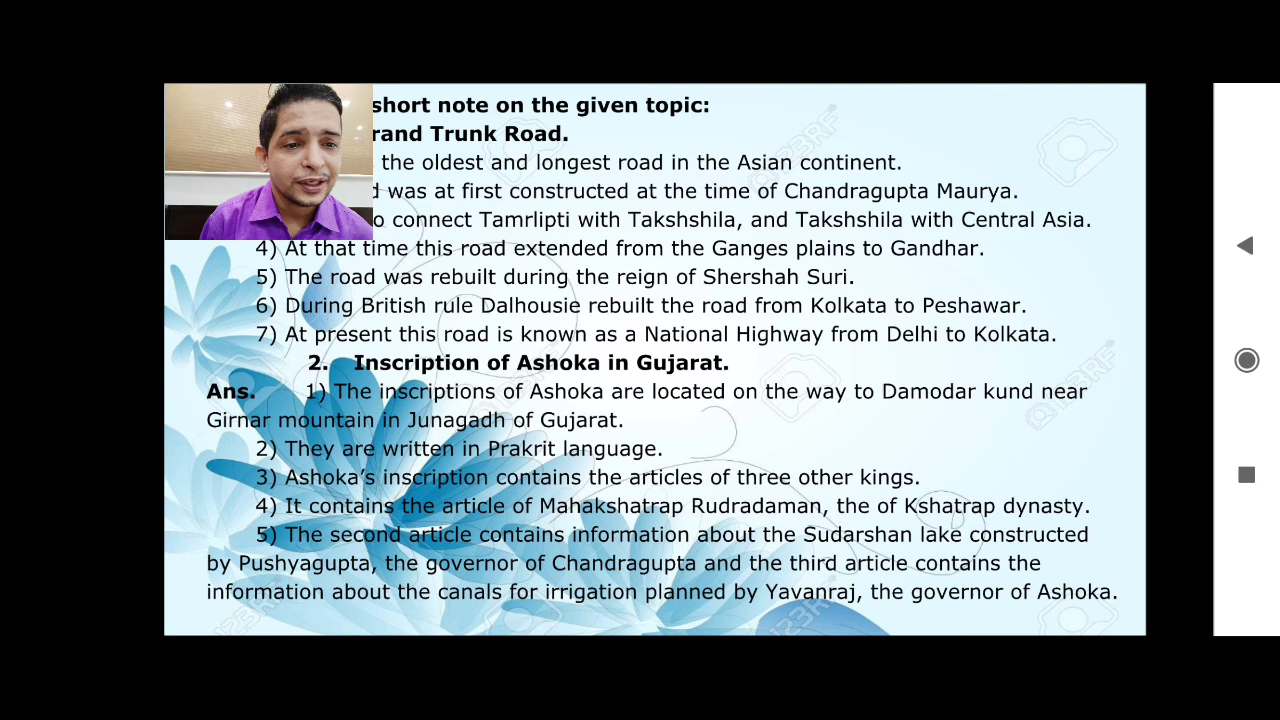 short note on the given topic:
rand Trunk Road.
the oldest and longest road in the Asian continent.
d was at first constructed at the time of Chandragupta Maurya.
o connect Tamrlipti with Takshshila, and Takshshila with Central Asia.
4) At that time this road extended from the Ganges plains to Gandhar.
5) The road was rebuilt during the reign of Shershah Suri.
6) During British rule Dalhousie rebuilt the road from Kolkata to Peshawar.
7) At present this road is known as a National Highway from Delhi to Kolkata.
2. Inscription of Ashoka in Gujarat.
Ans. 1) The inscriptions of Ashoka are located on the way to Damodar kund near
Girnar mountain in Junagadh of Gujarat.
2) They are written in Prakrit language.
3) Ashoka's inscription contains the articles of three other kings.
4) It contains the article of Mahakshatrap Rudradaman, the of Kshatrap dynasty.
5) The second article contains information about the Sudarshan lake constructed
by Pushyagupta, the governor of Chandragupta and the third article contains the
information about the canals for irrigation planned by Yavanraj, the governor of Ashoka.